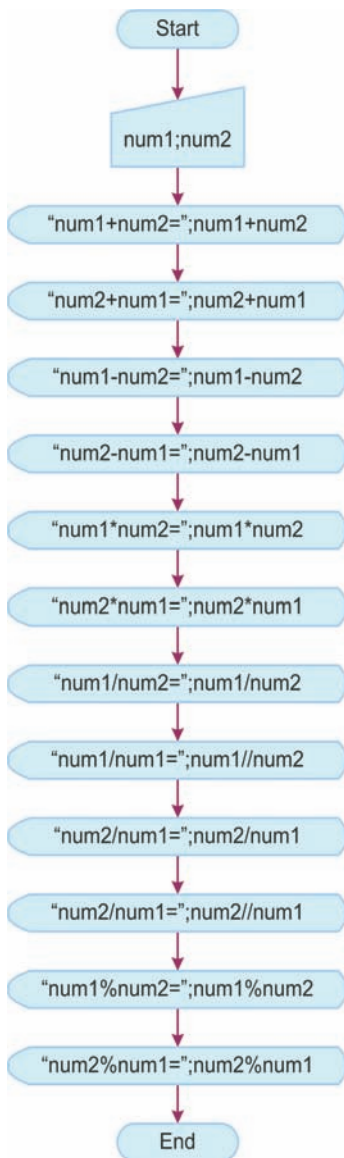 Start
num1;num2
“num1+num2=”;num1+num2
“num2+num1=”;num2+num1
“num1-num2=”;num1-num2
“num2-num1=”;num2-num1
“num1*num2=”;num1*num2
“num2*num1=”;num2*num1
“num1/num2=”;num1/num2
“num1/num1=”;num1//num2
“num2/num1=”;num2/num1
“num2/num1=”;num2//num1
“num1%num2=”;num1%num2
“num2%num1=”;num2%num1
End